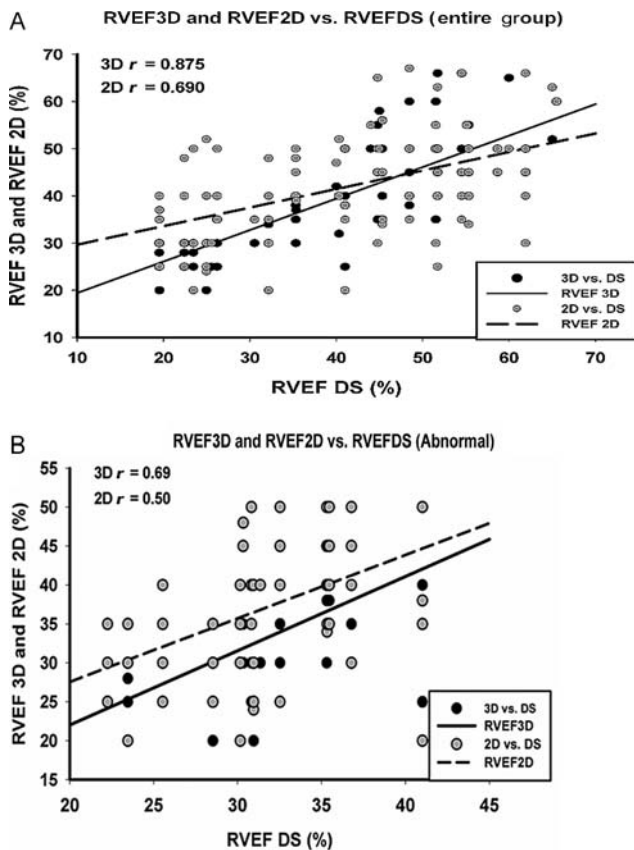 A
RVEF3D and RVEF2D vs. RVEFDS (entire group)
3D r = 0.875
2D r = 0.690
RVEF 3D and RVEF 2D (%)
70
60
50
40
30
20
10
10 20 30 40 50 60 70
RVEF DS (%)
3D vs. DS
RVEF 3D
2D vs. DS
RVEF 2D
B
RVEF3D and RVEF2D vs. RVEFDS (Abnormal)
3D r = 0.69
2D r = 0.50
RVEF 3D and RVEF 2D (%)
55
50
45
40
35
30
25
20
15
20 25 30 35 40 45
RVEF DS (%)
3D vs. DS
RVEF3D
2D vs. DS
RVEF2D